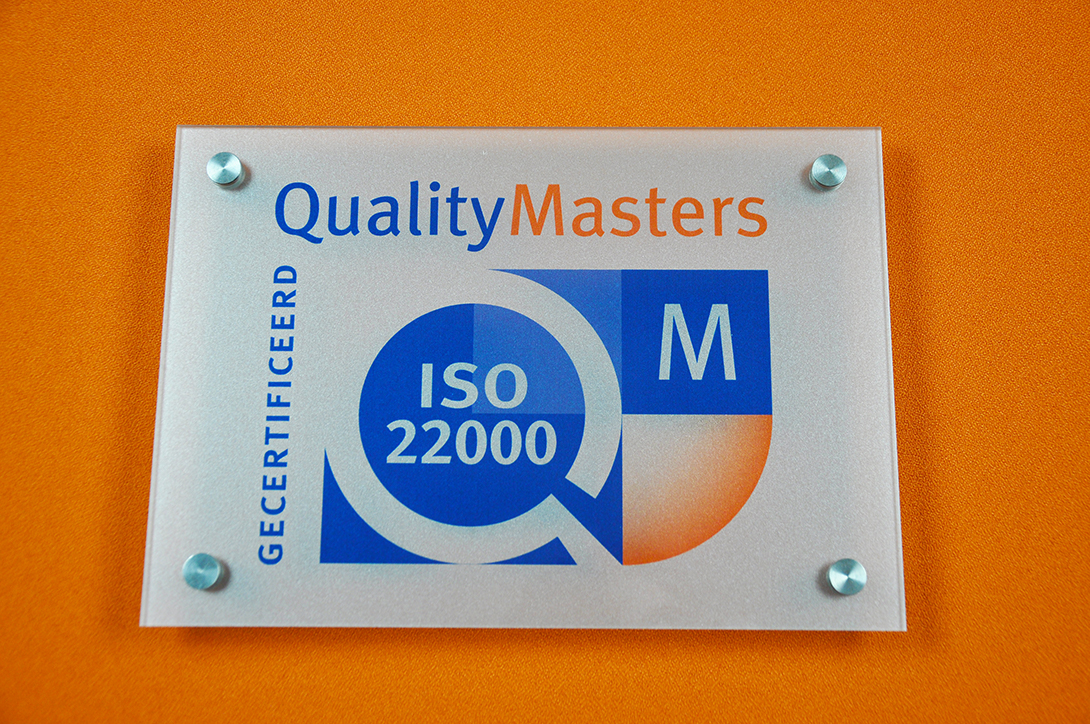 QualityMasters
GECERTIFICEERD
ISO
22000
M